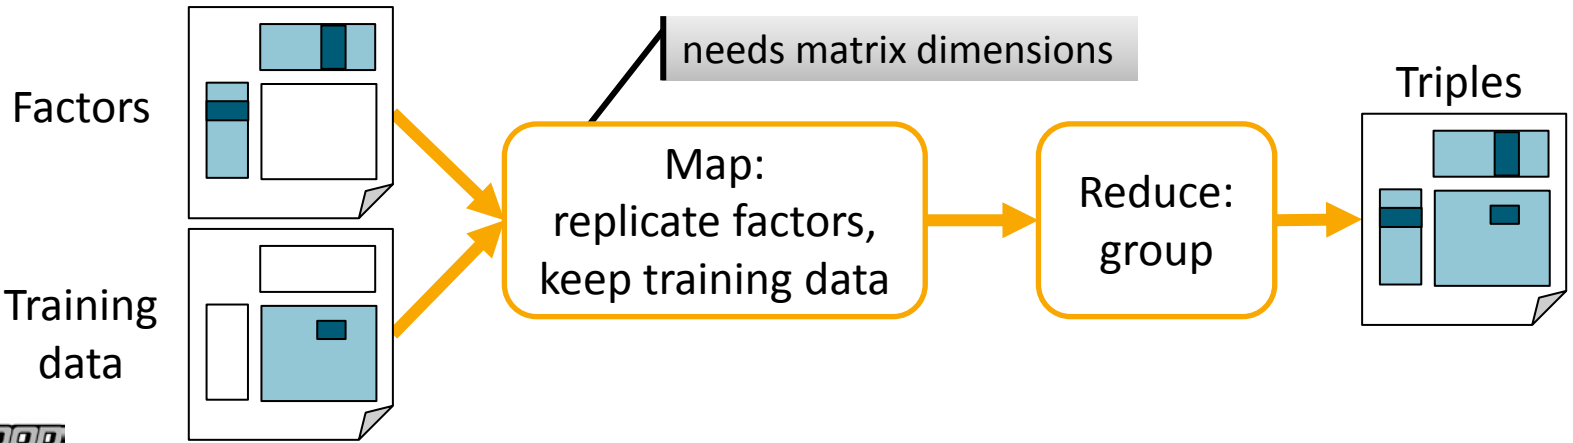 needs matrix dimensions
Factors
Training
data
Map:
replicate factors,
keep training data
Reduce:
group
Triples